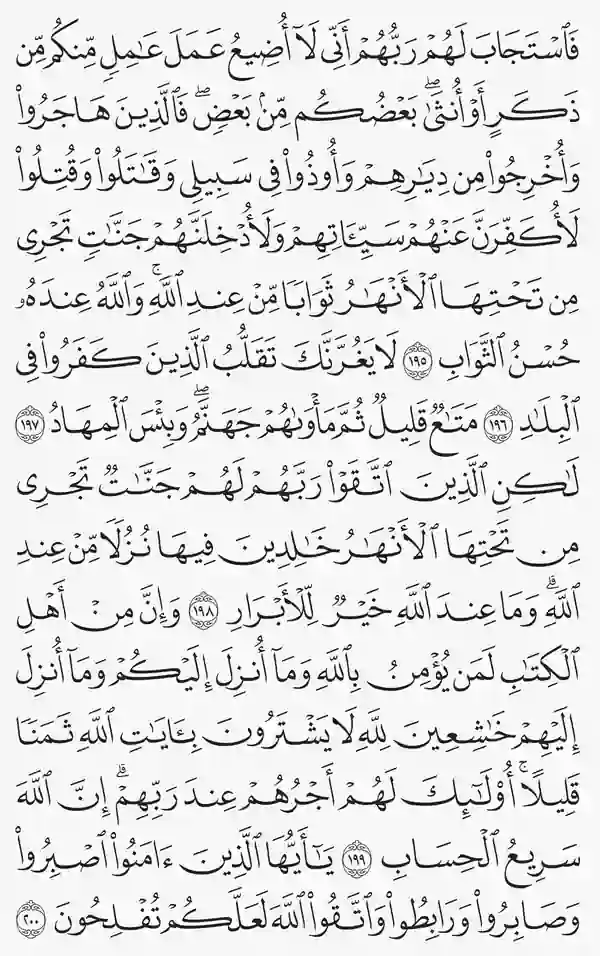 فَٱسْتَجَابَ لَهُمْ رَبُّهُمْ أَنِّى لَآ أُضِيعُ عَمَلَ عَٰمِلٍ مِّنكُم مِّن
ذَكَرٍ أَوْ أُنثَىٰۖ بَعْضُكُم مِّنۢ بَعْضٖۖ فَٱلَّذِينَ هَاجَرُوا۟
وَأُخْرِجُوا۟ مِن دِيَٰرِهِمْ وَأُوذُوا۟ فِى سَبِيلِى وَقَٰتَلُوا۟ وَقُتِلُوا۟
لَأُكَفِّرَنَّ عَنْهُمْ سَيِّـَٔاتِهِمْ وَلَأُدْخِلَنَّهُمْ جَنَّٰتٍ تَجْرِى
مِن تَحْتِهَا ٱلْأَنْهَٰرُ ثَوَابًا مِّنْ عِندِ ٱللَّهِۚ وَٱللَّهُ عِندَهُۥ
حُسْنُ ٱلثَّوَابِ ١٩٥ لَا يَغُرَّنَّكَ تَقَلُّبُ ٱلَّذِينَ كَفَرُوا۟ فِى
ٱلْبِلَٰدِ ١٩٦ مَتَٰعٌ قَلِيلٌ ثُمَّ مَأْوَىٰهُمْ جَهَنَّمُۖ وَبِئْسَ ٱلْمِهَادُ ١٩٧
لَٰكِنِ ٱلَّذِينَ ٱتَّقَوْا۟ رَبَّهُمْ لَهُمْ جَنَّٰتٌ تَجْرِى
مِن تَحْتِهَا ٱلْأَنْهَٰرُ خَٰلِدِينَ فِيهَا نُزُلًا مِّنْ عِندِ
ٱللَّهِۗ وَمَا عِندَ ٱللَّهِ خَيْرٌ لِّلْأَبْرَارِ ١٩٨ وَإِنَّ مِنْ أَهْلِ
ٱلْكِتَٰبِ لَمَن يُؤْمِنُ بِٱللَّهِ وَمَآ أُنزِلَ إِلَيْكُمْ وَمَآ أُنزِلَ
إِلَيْهِمْ خَٰشِعِينَ لِلَّهِ لَا يَشْتَرُونَ بِـَٔايَٰتِ ٱللَّهِ ثَمَنًا
قَلِيلًاۚ أُو۟لَٰٓئِكَ لَهُمْ أَجْرُهُمْ عِندَ رَبِّهِمْۗ إِنَّ ٱللَّهَ
سَرِيعُ ٱلْحِسَابِ ١٩٩ يَٰٓأَيُّهَا ٱلَّذِينَ ءَامَنُوا۟ ٱصْبِرُوا۟
وَصَابِرُوا۟ وَرَابِطُوا۟ وَٱتَّقُوا۟ ٱللَّهَ لَعَلَّكُمْ تُفْلِحُونَ ٢٠٠